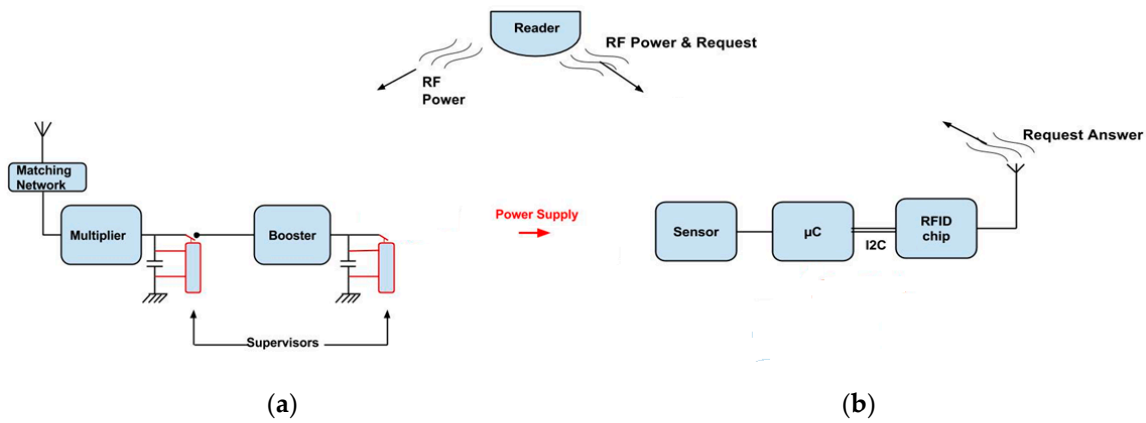 Reader
RF Power & Request
RF
Power
Request Answer
Matching
Network
Multiplier
Booster
Power Supply
Sensor
µC
I2C
RFID
chip
Supervisors
(a)
(b)